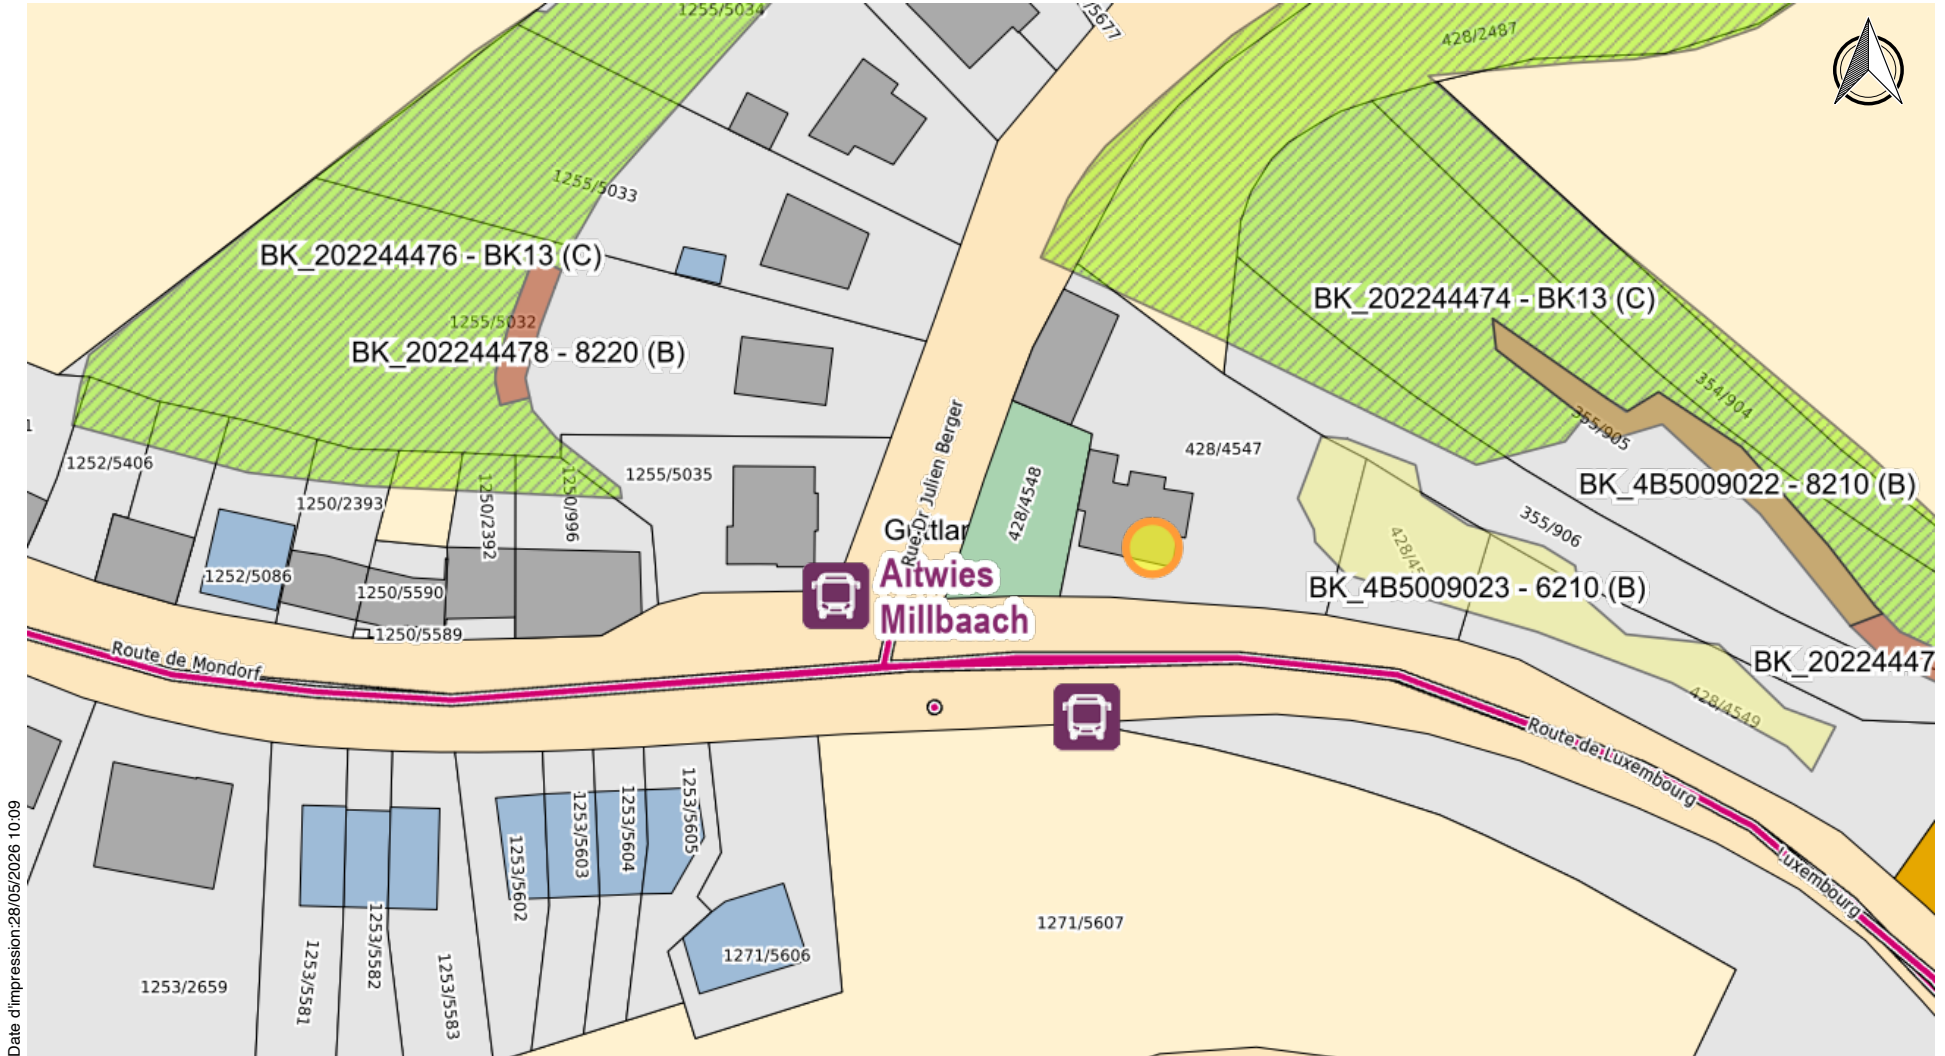 1255/5034
/5677
428/2487
1255/5033
BK_202244476 - BK13 (C)
BK_202244474 - BK13 (C)
1255/5032
BK_202244478 - 8220 (B)
354/904
355/905
1
1252/5406
1250/2393
1250/2392
1250/996
1255/5035
Rue Dr Julien Berger
428/4548
428/4547
BK_4B5009022 - 8210 (B)
355/906
1252/5086
1250/5590
1250/5589
Aitwies
Millbaach
BK_4B5009023 - 6210 (B)
BK_20224447
Route de Mondorf
428/4549
Route de Luxembourg
Luxembourg
1253/5602
1253/5603
1253/5604
1253/5605
1271/5607
1271/5606
1253/2659
1253/5581
1253/5582
1253/5583
Date d'impression:28/05/2026 10:09